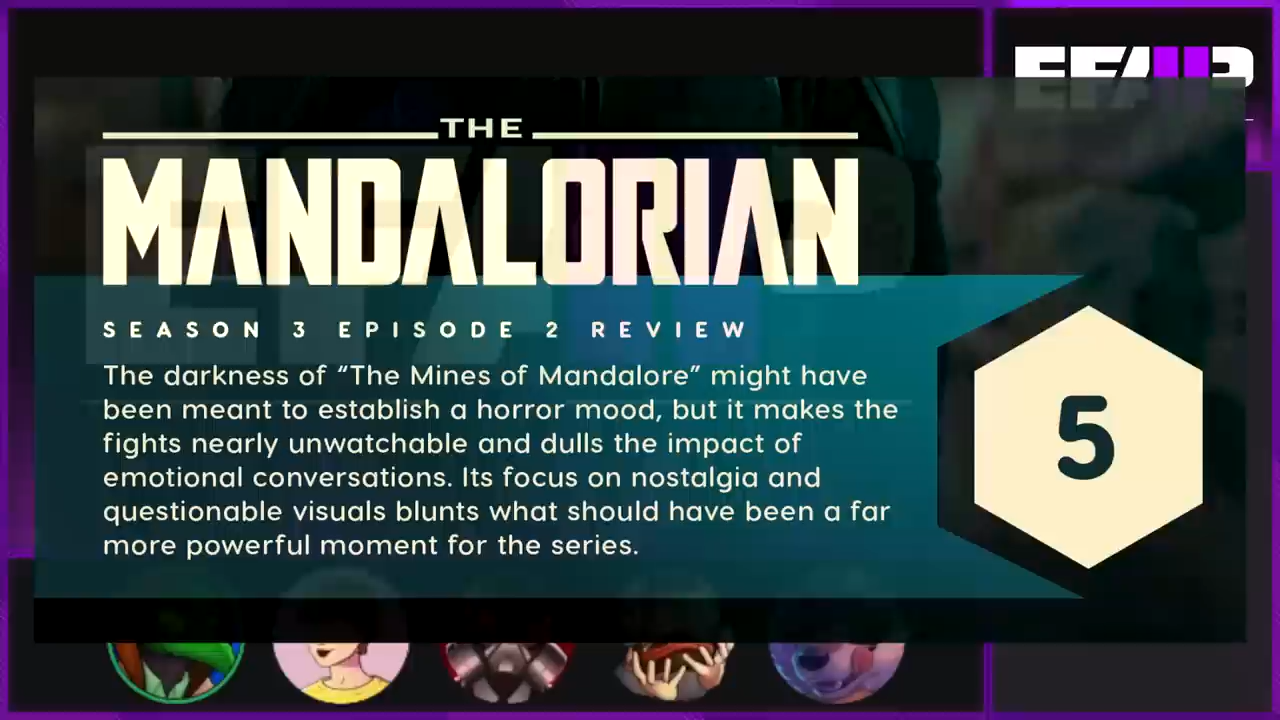 EFAP
THE
MANDALORIAN
SEASON 3 EPISODE 2 REVIEW
The darkness of “The Mines of Mandalore” might have
been meant to establish a horror mood, but it makes the
fights nearly unwatchable and dulls the impact of
emotional conversations. Its focus on nostalgia and
questionable visuals blunts what should have been a far
more powerful moment for the series.
5